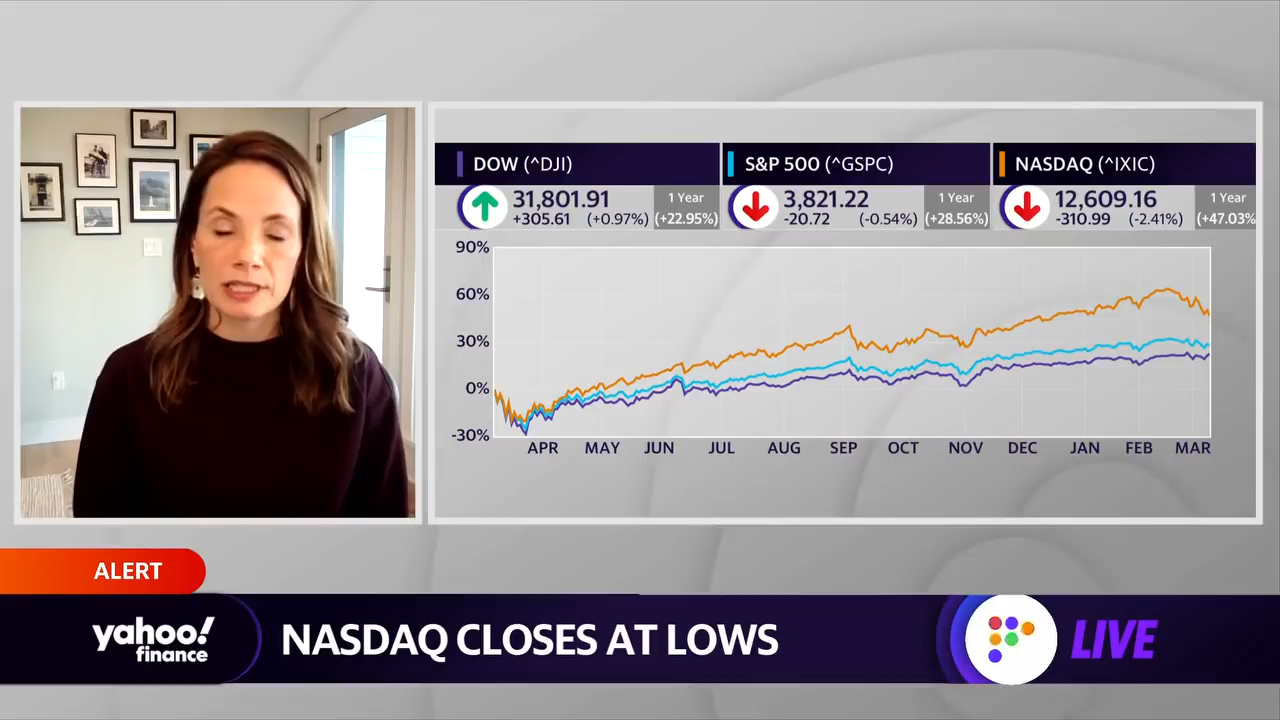 DOW (^DJI)
31,801.91
+305.61 (+0.97%)
1 Year
(+22.95%)
S&P 500 (^GSPC)
3,821.22
-20.72 (-0.54%)
1 Year
(+28.56%)
NASDAQ (^IXIC)
12,609.16
-310.99 (-2.41%)
1 Year
(+47.03%
90%
60%
30%
0%
-30%
APR MAY JUN JUL AUG SEP OCT NOV DEC JAN FEB MAR
ALERT
yahoo!
finance
NASDAQ CLOSES AT LOWS
LIVE